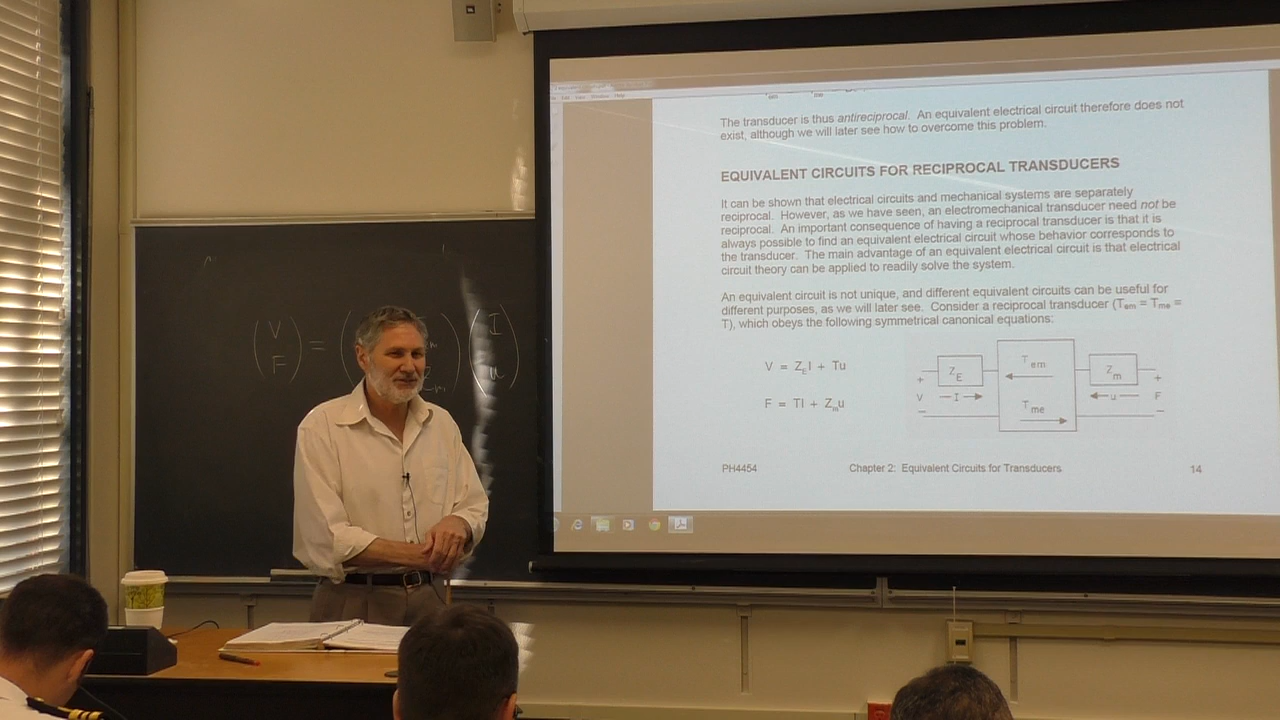 The transducer is thus antireciprocal. An equivalent electrical circuit therefore does not
exist, although we will later see how to overcome this problem.
EQUIVALENT CIRCUITS FOR RECIPROCAL TRANSDUCERS
It can be shown that electrical circuits and mechanical systems are separately
reciprocal. However, as we have seen, an electromechanical transducer need not be
reciprocal. An important consequence of having a reciprocal transducer is that it is
always possible to find an equivalent electrical circuit whose behavior corresponds to
the transducer. The main advantage of an equivalent electrical circuit is that electrical
circuit theory can be applied to readily solve the system.
An equivalent circuit is not unique, and different equivalent circuits can be useful for
different purposes, as we will later see. Consider a reciprocal transducer (Tem = Tme =
T), which obeys the following symmetrical canonical equations:
V = ZEI + Tu
F = TI + Zmu
ZE Tem Zm
+ +
V I u F
− −
Tme
PH4454 Chapter 2: Equivalent Circuits for Transducers 14
V = I
F u